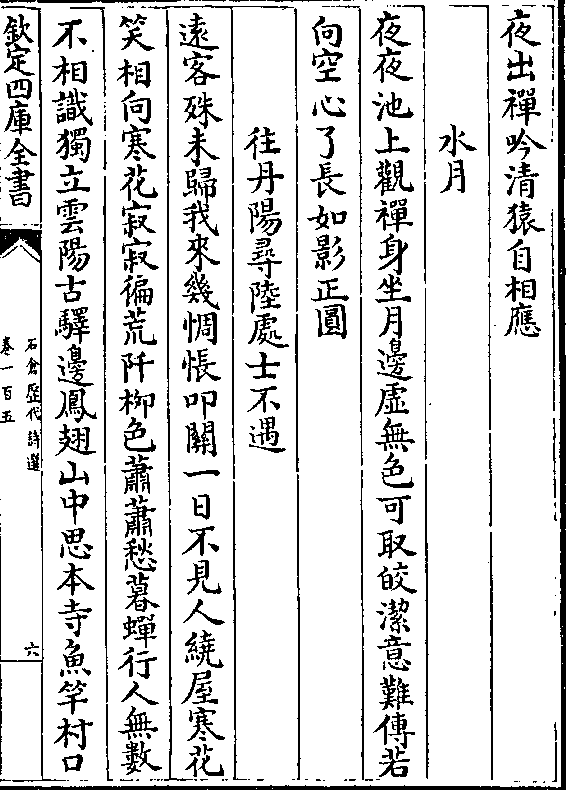 夜出禪吟清猿自相應
水月
夜夜池上觀禪身坐月邊虛無色可取皎潔意難傳若
向空心了長如影正圓
往丹陽尋陸處士不遇
遠客殊未歸我來幾惆悵叩關一日不見人繞屋寒花
笑相向寒花寂寂徧荒阡柳色蕭蕭愁暮蟬行人無數
不相識獨立雲陽古驛邊鳳翅山中思本寺魚竿村口
欽定四庫全書
石倉歷代詩選
卷一百五
六